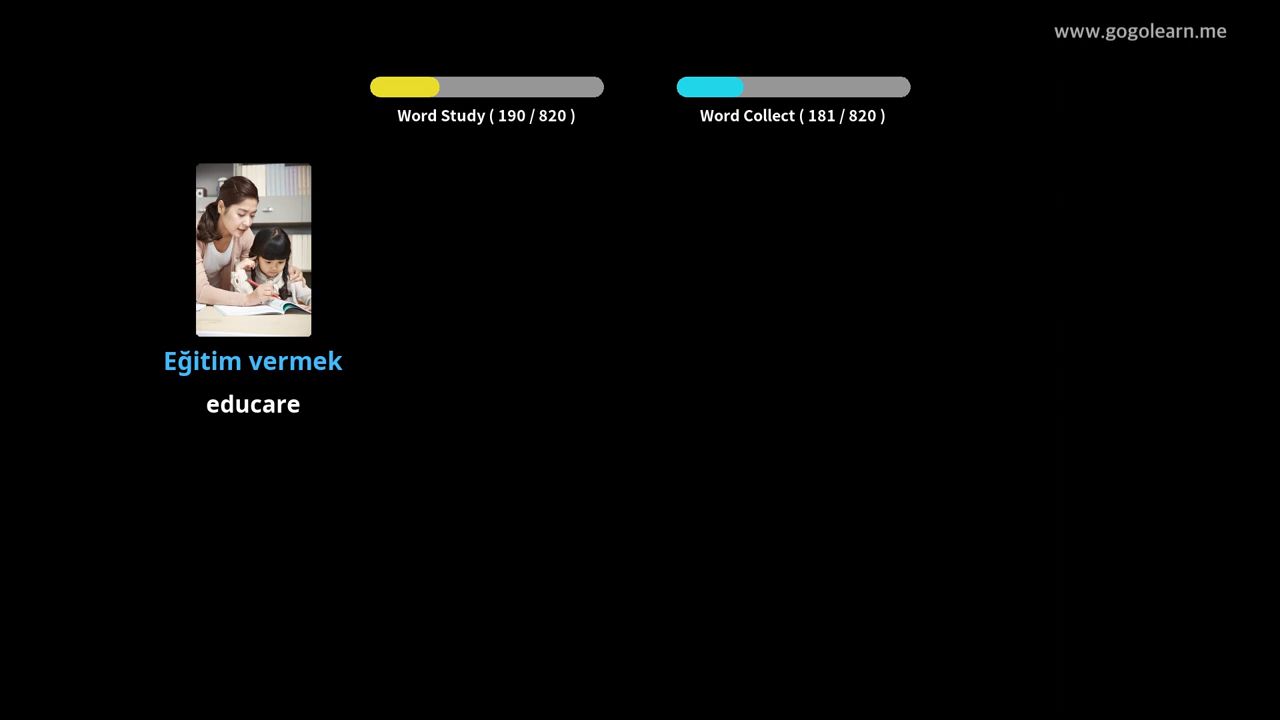 www.gogolearn.me
Word Study ( 190 / 820 )
Word Collect ( 181 / 820 )
Eğitim vermek
educare